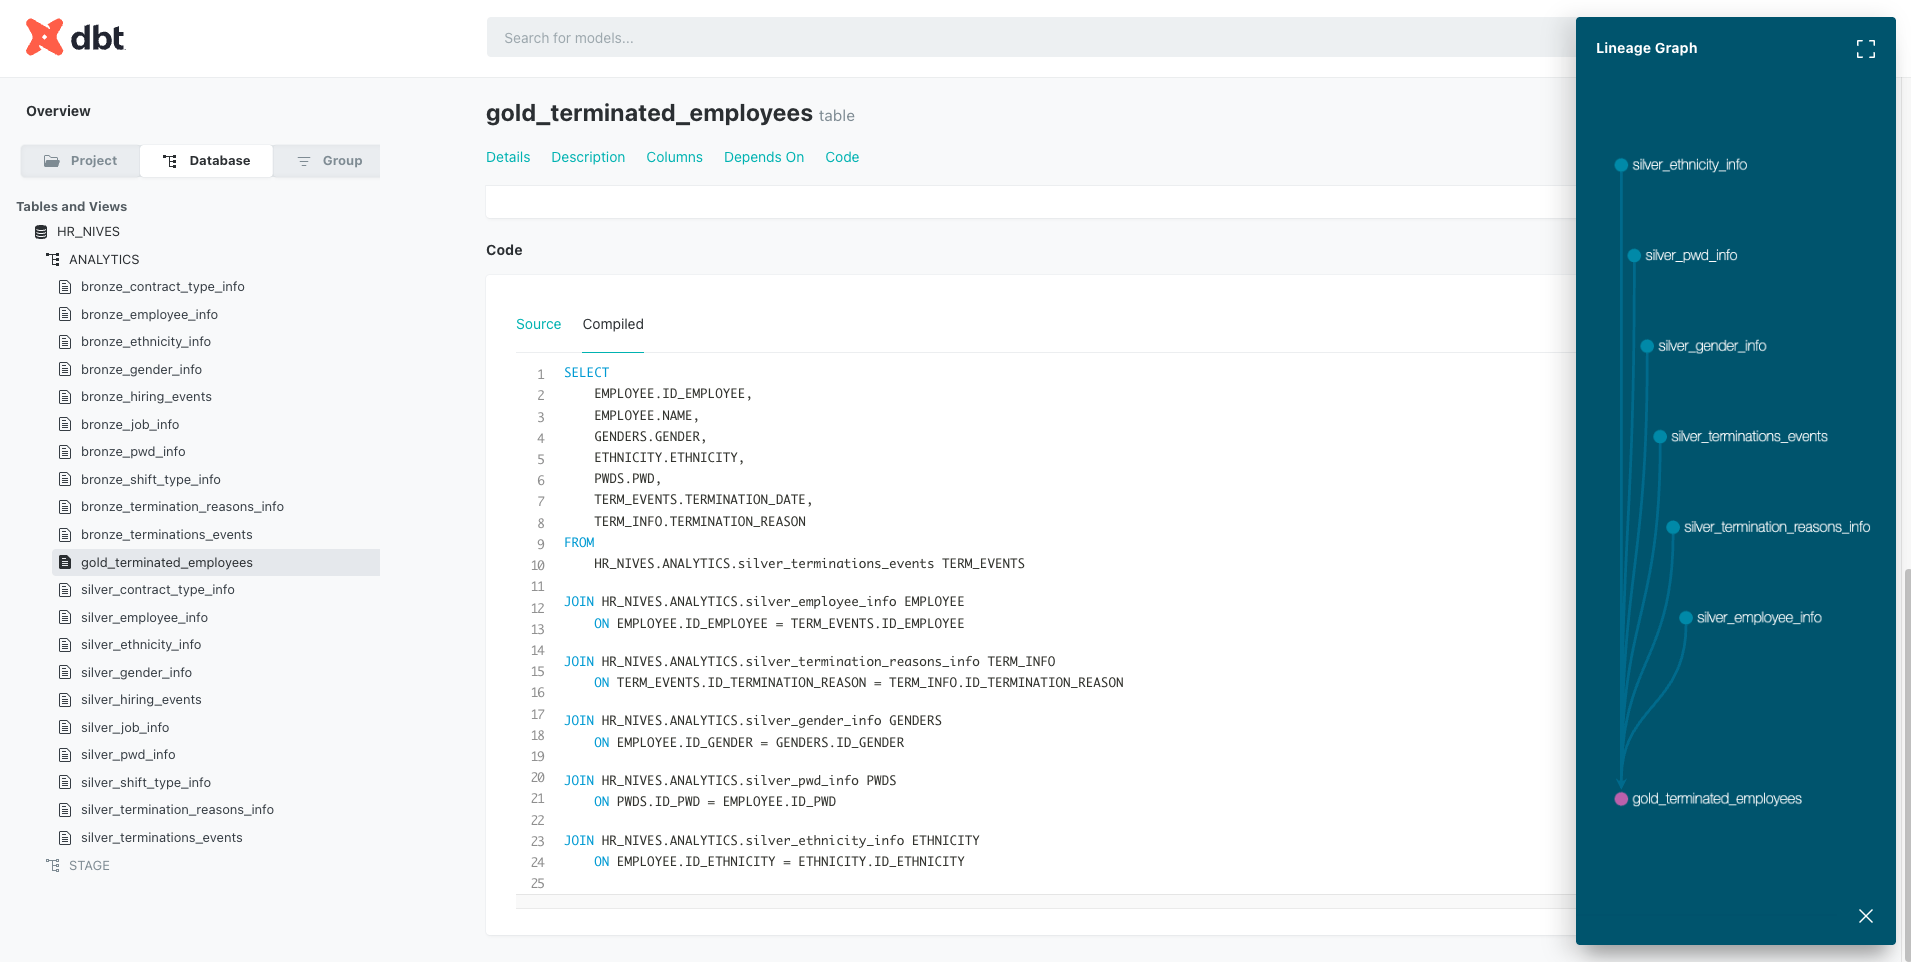 dbt
Search for models...
Overview
Project
Database
Group
Tables and Views
HR_NIVES
ANALYTICS
bronze_contract_type_info
bronze_employee_info
bronze_ethnicity_info
bronze_gender_info
bronze_hiring_events
bronze_job_info
bronze_pwd_info
bronze_shift_type_info
bronze_termination_reasons_info
bronze_terminations_events
gold_terminated_employees
silver_contract_type_info
silver_employee_info
silver_ethnicity_info
silver_gender_info
silver_hiring_events
silver_job_info
silver_pwd_info
silver_shift_type_info
silver_termination_reasons_info
silver_terminations_events
STAGE
gold_terminated_employees table
Details Description Columns Depends On Code
Code
Source Compiled
1 SELECT
2 EMPLOYEE.ID_EMPLOYEE,
3 EMPLOYEE.NAME,
4 GENDERS.GENDER,
5 ETHNICITY.ETHNICITY,
6 PWDS.PWD,
7 TERM_EVENTS.TERMINATION_DATE,
8 TERM_INFO.TERMINATION_REASON
9 FROM
10 HR_NIVES.ANALYTICS.silver_terminations_events TERM_EVENTS
11
12 JOIN HR_NIVES.ANALYTICS.silver_employee_info EMPLOYEE
13 ON EMPLOYEE.ID_EMPLOYEE = TERM_EVENTS.ID_EMPLOYEE
14
15 JOIN HR_NIVES.ANALYTICS.silver_termination_reasons_info TERM_INFO
16 ON TERM_EVENTS.ID_TERMINATION_REASON = TERM_INFO.ID_TERMINATION_REASON
17
18 JOIN HR_NIVES.ANALYTICS.silver_gender_info GENDERS
19 ON EMPLOYEE.ID_GENDER = GENDERS.ID_GENDER
20
21 JOIN HR_NIVES.ANALYTICS.silver_pwd_info PWDS
22 ON PWDS.ID_PWD = EMPLOYEE.ID_PWD
23
24 JOIN HR_NIVES.ANALYTICS.silver_ethnicity_info ETHNICITY
25 ON EMPLOYEE.ID_ETHNICITY = ETHNICITY.ID_ETHNICITY
Lineage Graph
silver_ethnicity_info
silver_pwd_info
silver_gender_info
silver_terminations_events
silver_termination_reasons_info
silver_employee_info
gold_terminated_employees